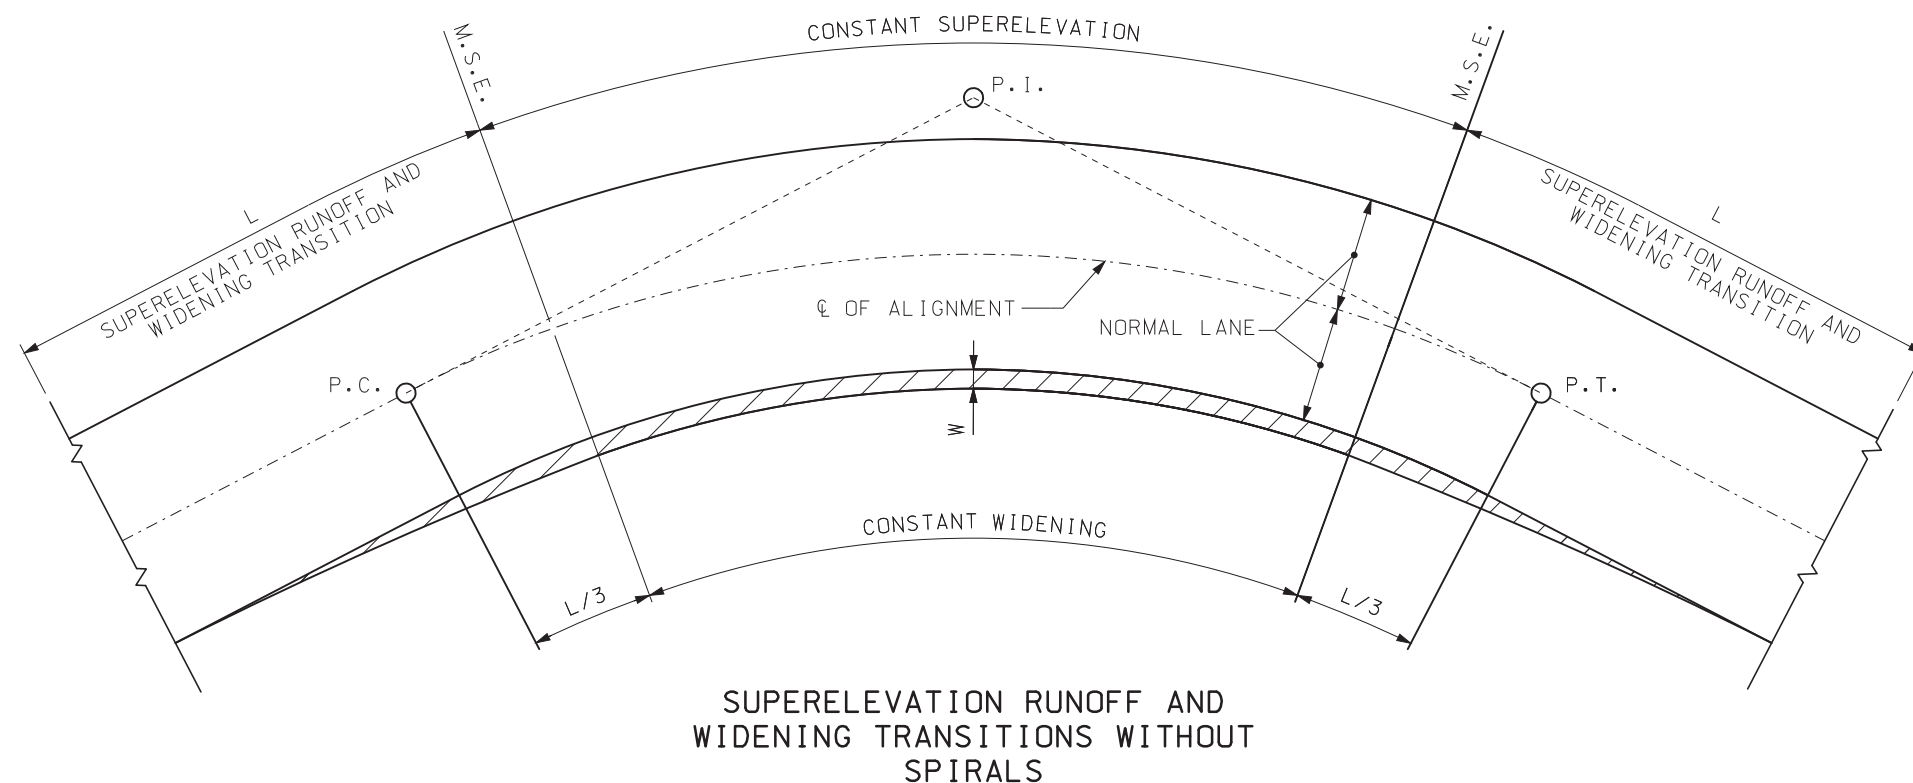 CONSTANT SUPERELEVATION
M.S.E.
M.S.E.
P.I.
L
SUPERELEVATION RUNOFF AND
WIDENING TRANSITION
L
SUPERELEVATION RUNOFF AND
WIDENING TRANSITION
℄ OF ALIGNMENT
NORMAL LANE
P.C.
P.T.
W
CONSTANT WIDENING
L/3
L/3
SUPERELEVATION RUNOFF AND
WIDENING TRANSITIONS WITHOUT
SPIRALS